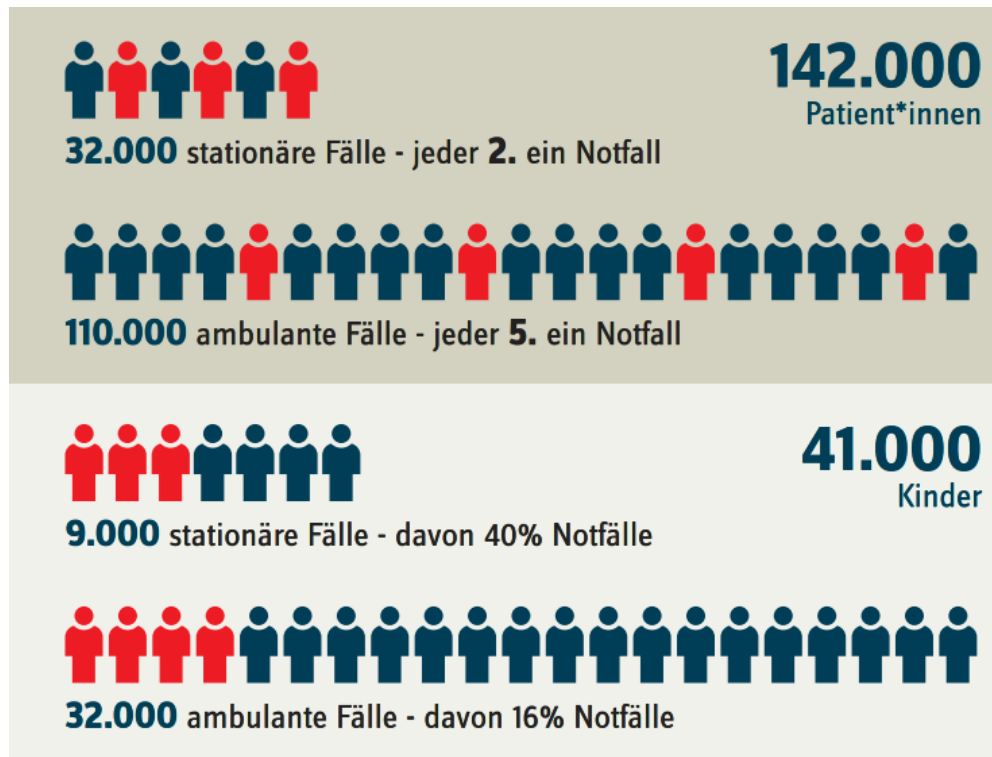 142.000
Patient*innen
32.000 stationäre Fälle - jeder 2. ein Notfall
110.000 ambulante Fälle - jeder 5. ein Notfall
41.000
Kinder
9.000 stationäre Fälle - davon 40% Notfälle
32.000 ambulante Fälle - davon 16% Notfälle